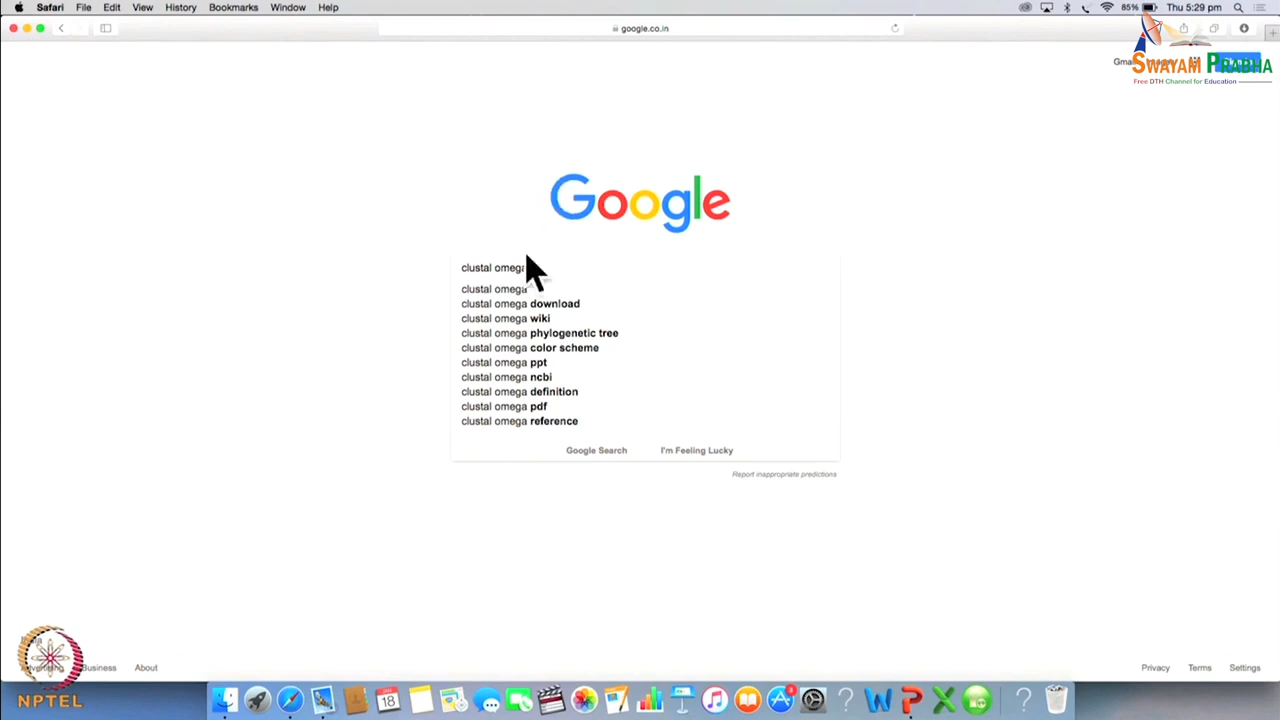 Safari File Edit View History Bookmarks Window Help 85% Thu 5:29 pm
google.co.in
SWAYAM PRABHA
Free DTH Channel for Education
Google
clustal omega
clustal omega
clustal omega download
clustal omega wiki
clustal omega phylogenetic tree
clustal omega color scheme
clustal omega ppt
clustal omega ncbi
clustal omega definition
clustal omega pdf
clustal omega reference
Google Search I'm Feeling Lucky
Report inappropriate predictions
Business About Privacy Terms Settings
NPTEL
18
3